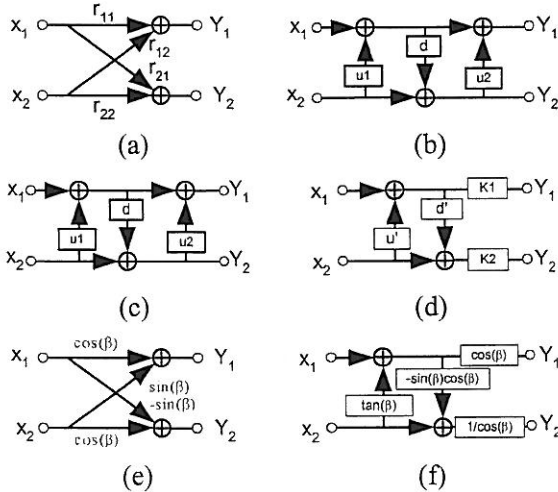 x1 r11 Y1
r12
r21
x2 r22 Y2
(a)
x1 Y1
d
u1 u2
x2 Y2
(b)
x1 Y1
d
u1 u2
x2 Y2
(c)
x1 K1 Y1
d'
u'
x2 K2 Y2
(d)
cos(β)
x1 Y1
sin(β)
-sin(β)
x2 Y2
cos(β)
(e)
x1 cos(β) Y1
-sin(β)cos(β)
tan(β)
x2 1/cos(β) Y2
(f)